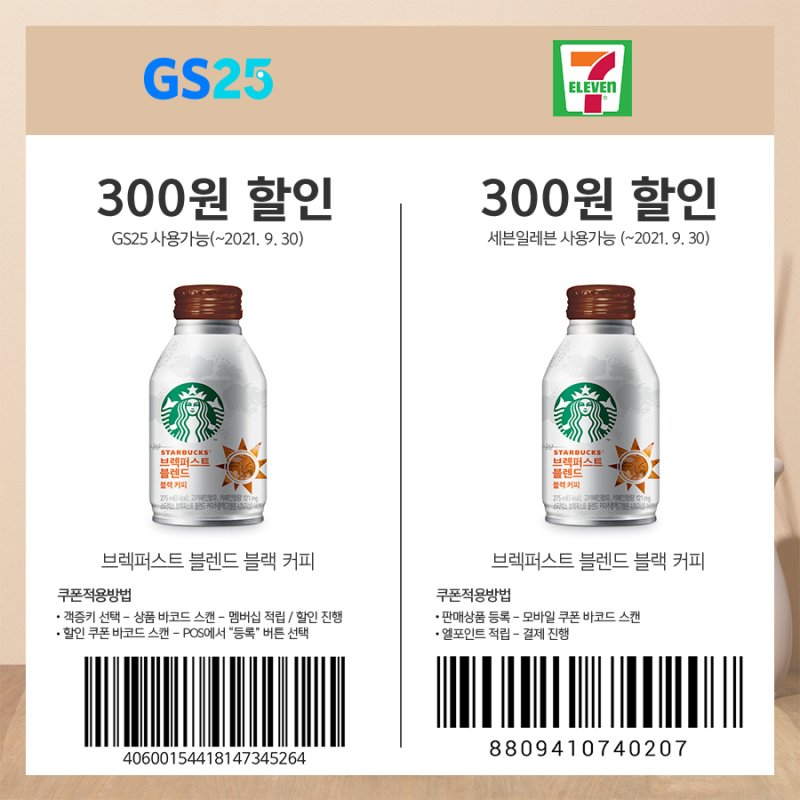 GS25
7
ELEVEN
300원 할인
GS25 사용가능(~2021. 9. 30)
STARBUCKS
브렉퍼스트
블렌드
블랙 커피
브렉퍼스트 블렌드 블랙 커피
쿠폰적용방법
• 객층키 선택 – 상품 바코드 스캔 – 멤버십 적립 / 할인 진행
• 할인 쿠폰 바코드 스캔 – POS에서 “등록” 버튼 선택
40600154418147345264
300원 할인
세븐일레븐 사용가능 (~2021. 9. 30)
STARBUCKS
브렉퍼스트
블렌드
블랙 커피
브렉퍼스트 블렌드 블랙 커피
쿠폰적용방법
• 판매상품 등록 – 모바일 쿠폰 바코드 스캔
• 엘포인트 적립 – 결제 진행
8809410740207